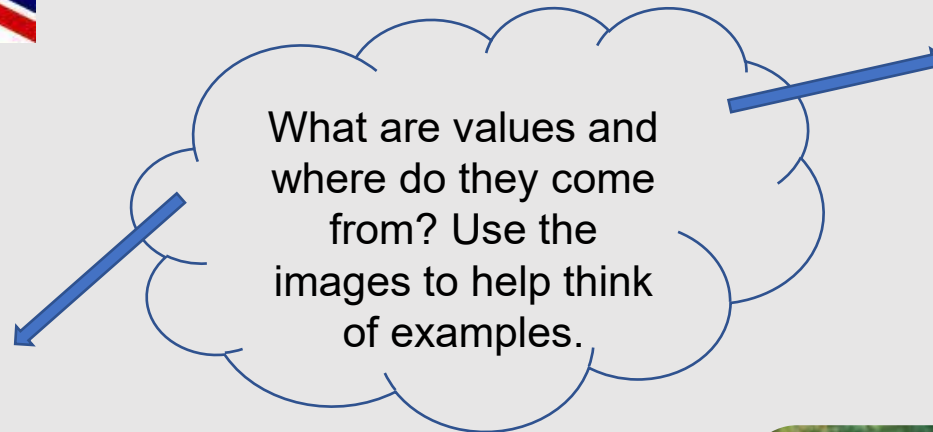 What are values and
where do they come
from? Use the
images to help think
of examples.